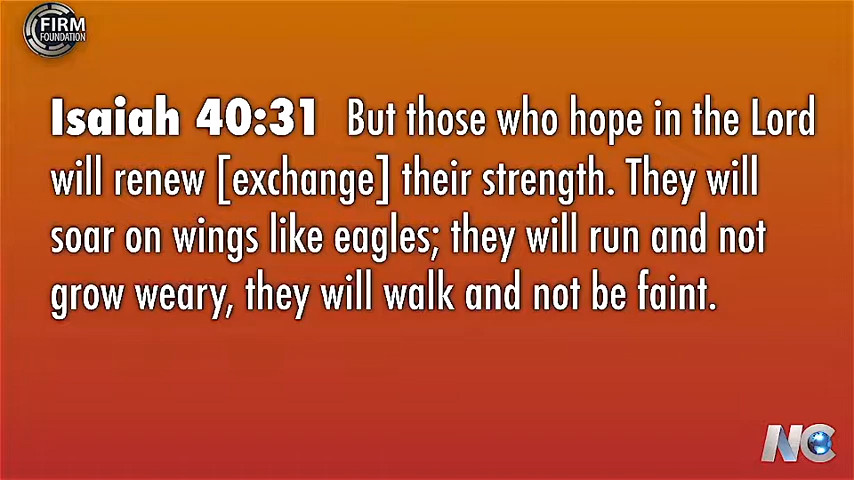 FIRM
FOUNDATION
Isaiah 40:31 But those who hope in the Lord
will renew [exchange] their strength. They will
soar on wings like eagles; they will run and not
grow weary, they will walk and not be faint.
NC